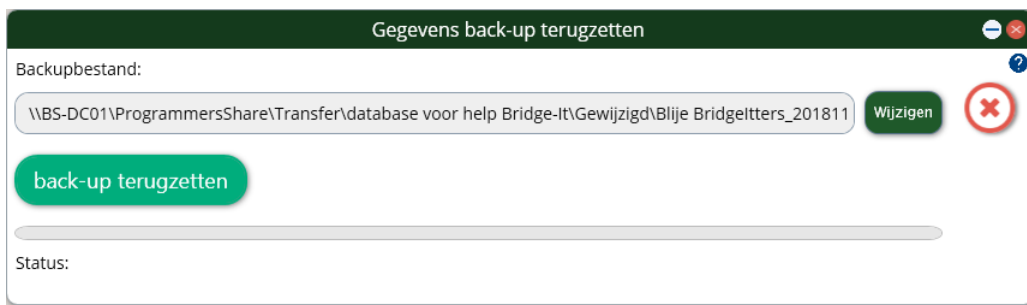 Gegevens back-up terugzetten
?
Backupbestand:
\\BS-DC01\ProgrammersShare\Transfer\database voor help Bridge-It\Gewijzigd\Blije BridgeItters_201811
Wijzigen
back-up terugzetten
Status: